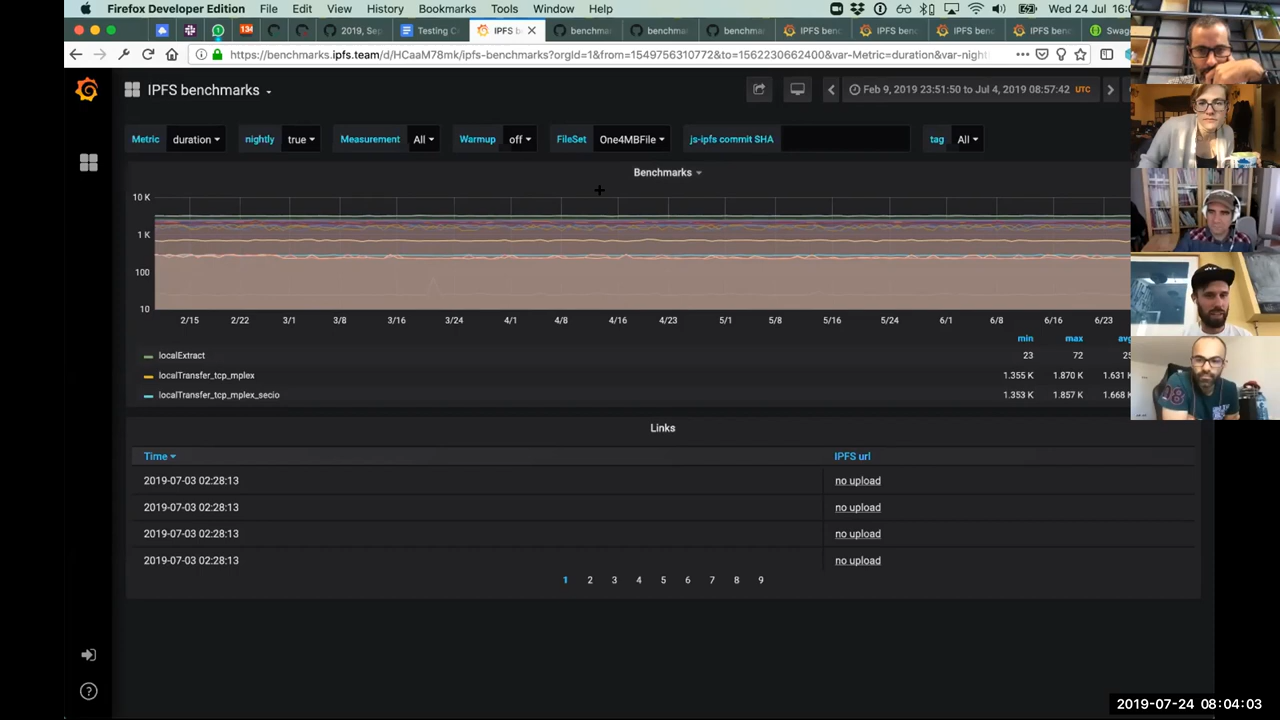 Firefox Developer Edition File Edit View History Bookmarks Tools Window Help Wed 24 Jul 16:0
134 2019, Sep Testing C IPFS b benchma benchma benchma IPFS ben IPFS ben IPFS ben IPFS ben Swag
https://benchmarks.ipfs.team/d/HCaaM78mk/ipfs-benchmarks?orgId=1&from=1549756310772&to=1562230662400&var-Metric=duration&var-night
IPFS benchmarks
Feb 9, 2019 23:51:50 to Jul 4, 2019 08:57:42 UTC
Metric duration nightly true Measurement All Warmup off FileSet One4MBFile js-ipfs commit SHA tag All
Benchmarks
10 K
1 K
100
10
2/15 2/22 3/1 3/8 3/16 3/24 4/1 4/8 4/16 4/23 5/1 5/8 5/16 5/24 6/1 6/8 6/16 6/23
min max avg
localExtract 23 72 25
localTransfer_tcp_mplex 1.355 K 1.870 K 1.631 K
localTransfer_tcp_mplex_secio 1.353 K 1.857 K 1.668 K
Links
Time IPFS url
2019-07-03 02:28:13 no upload
2019-07-03 02:28:13 no upload
2019-07-03 02:28:13 no upload
2019-07-03 02:28:13 no upload
1 2 3 4 5 6 7 8 9
2019-07-24 08:04:03